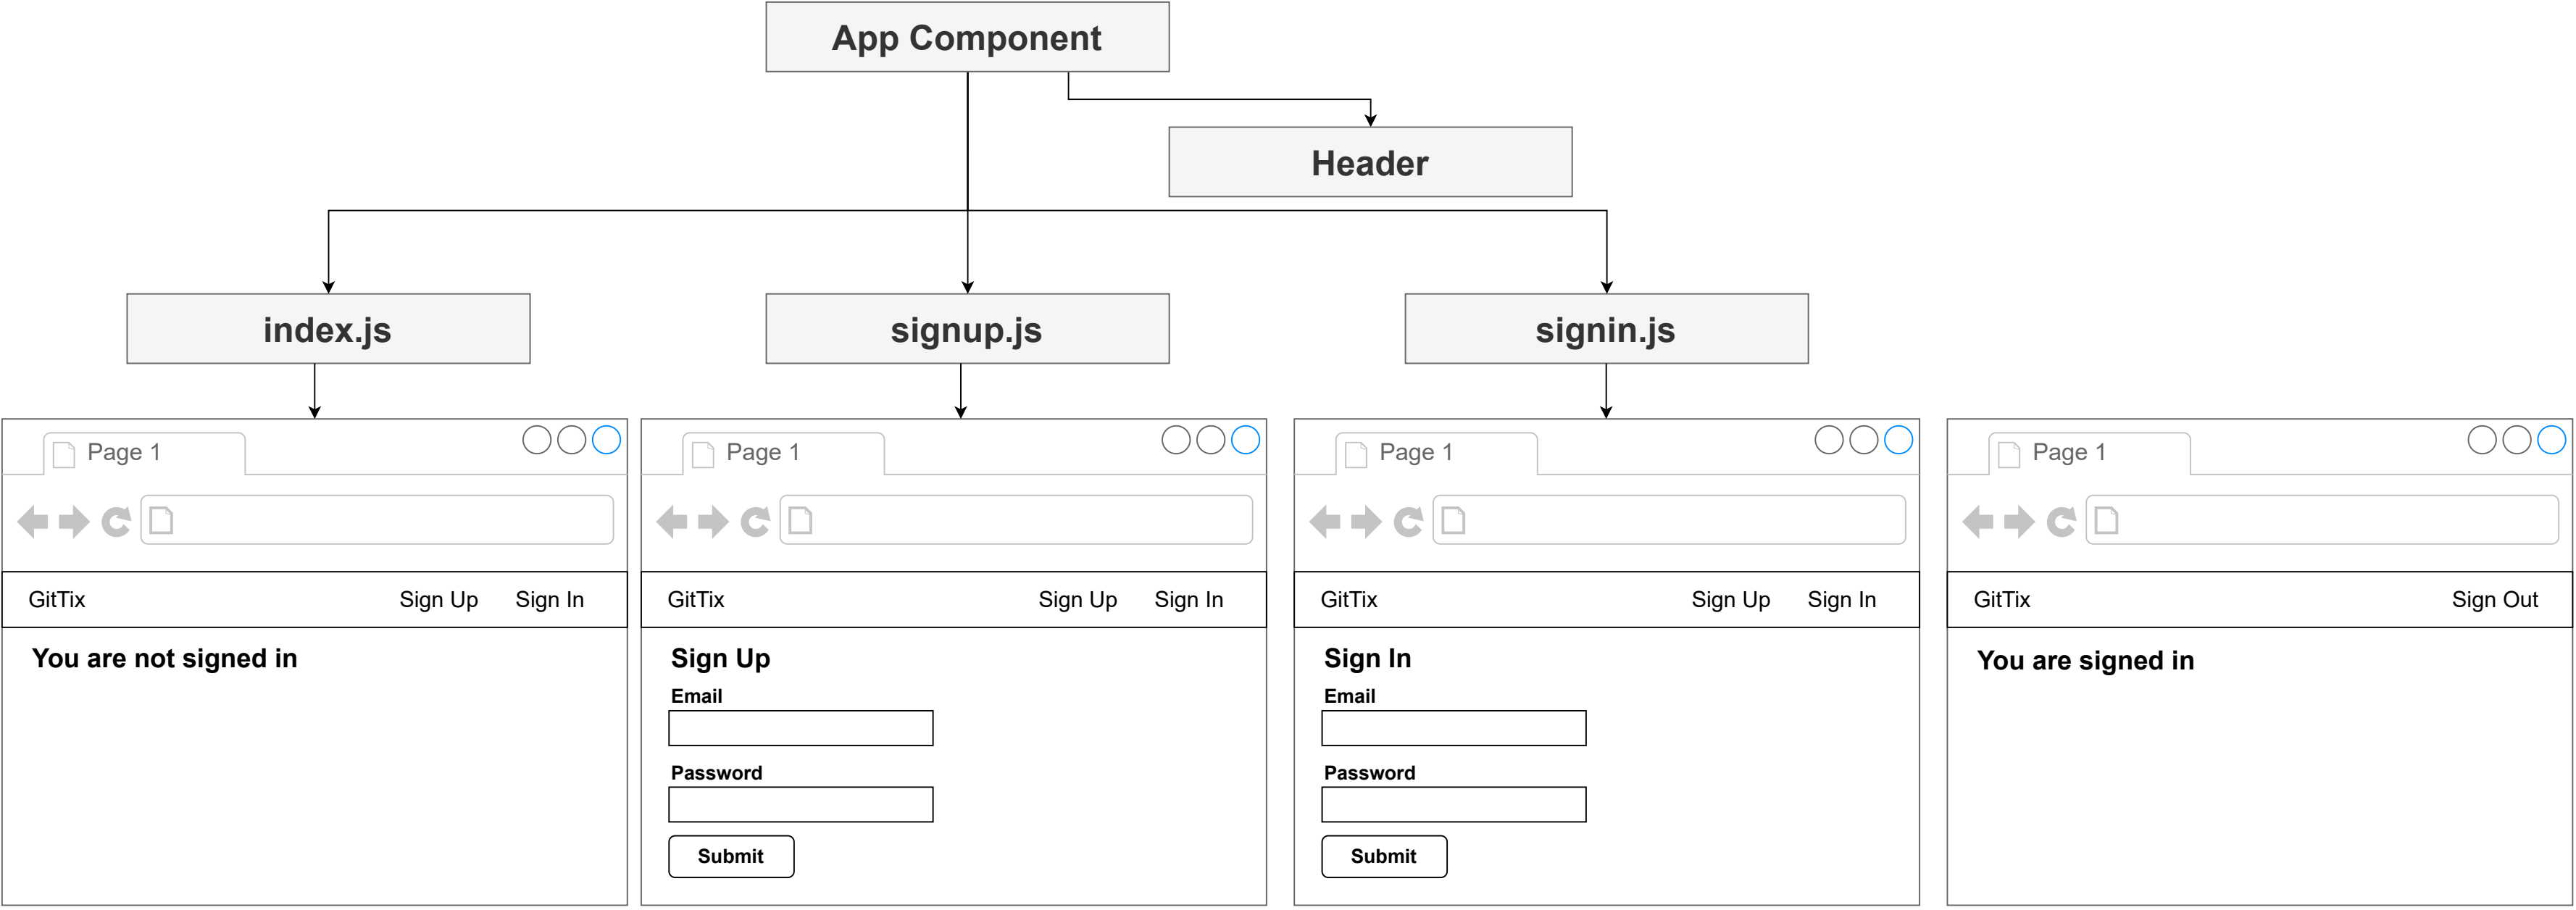 App Component
Header
index.js
signup.js
signin.js
Page 1
GitTix
Sign Up
Sign In
You are not signed in
Page 1
GitTix
Sign Up
Sign In
Sign Up
Email
Password
Submit
Page 1
GitTix
Sign Up
Sign In
Sign In
Email
Password
Submit
Page 1
GitTix
Sign Out
You are signed in